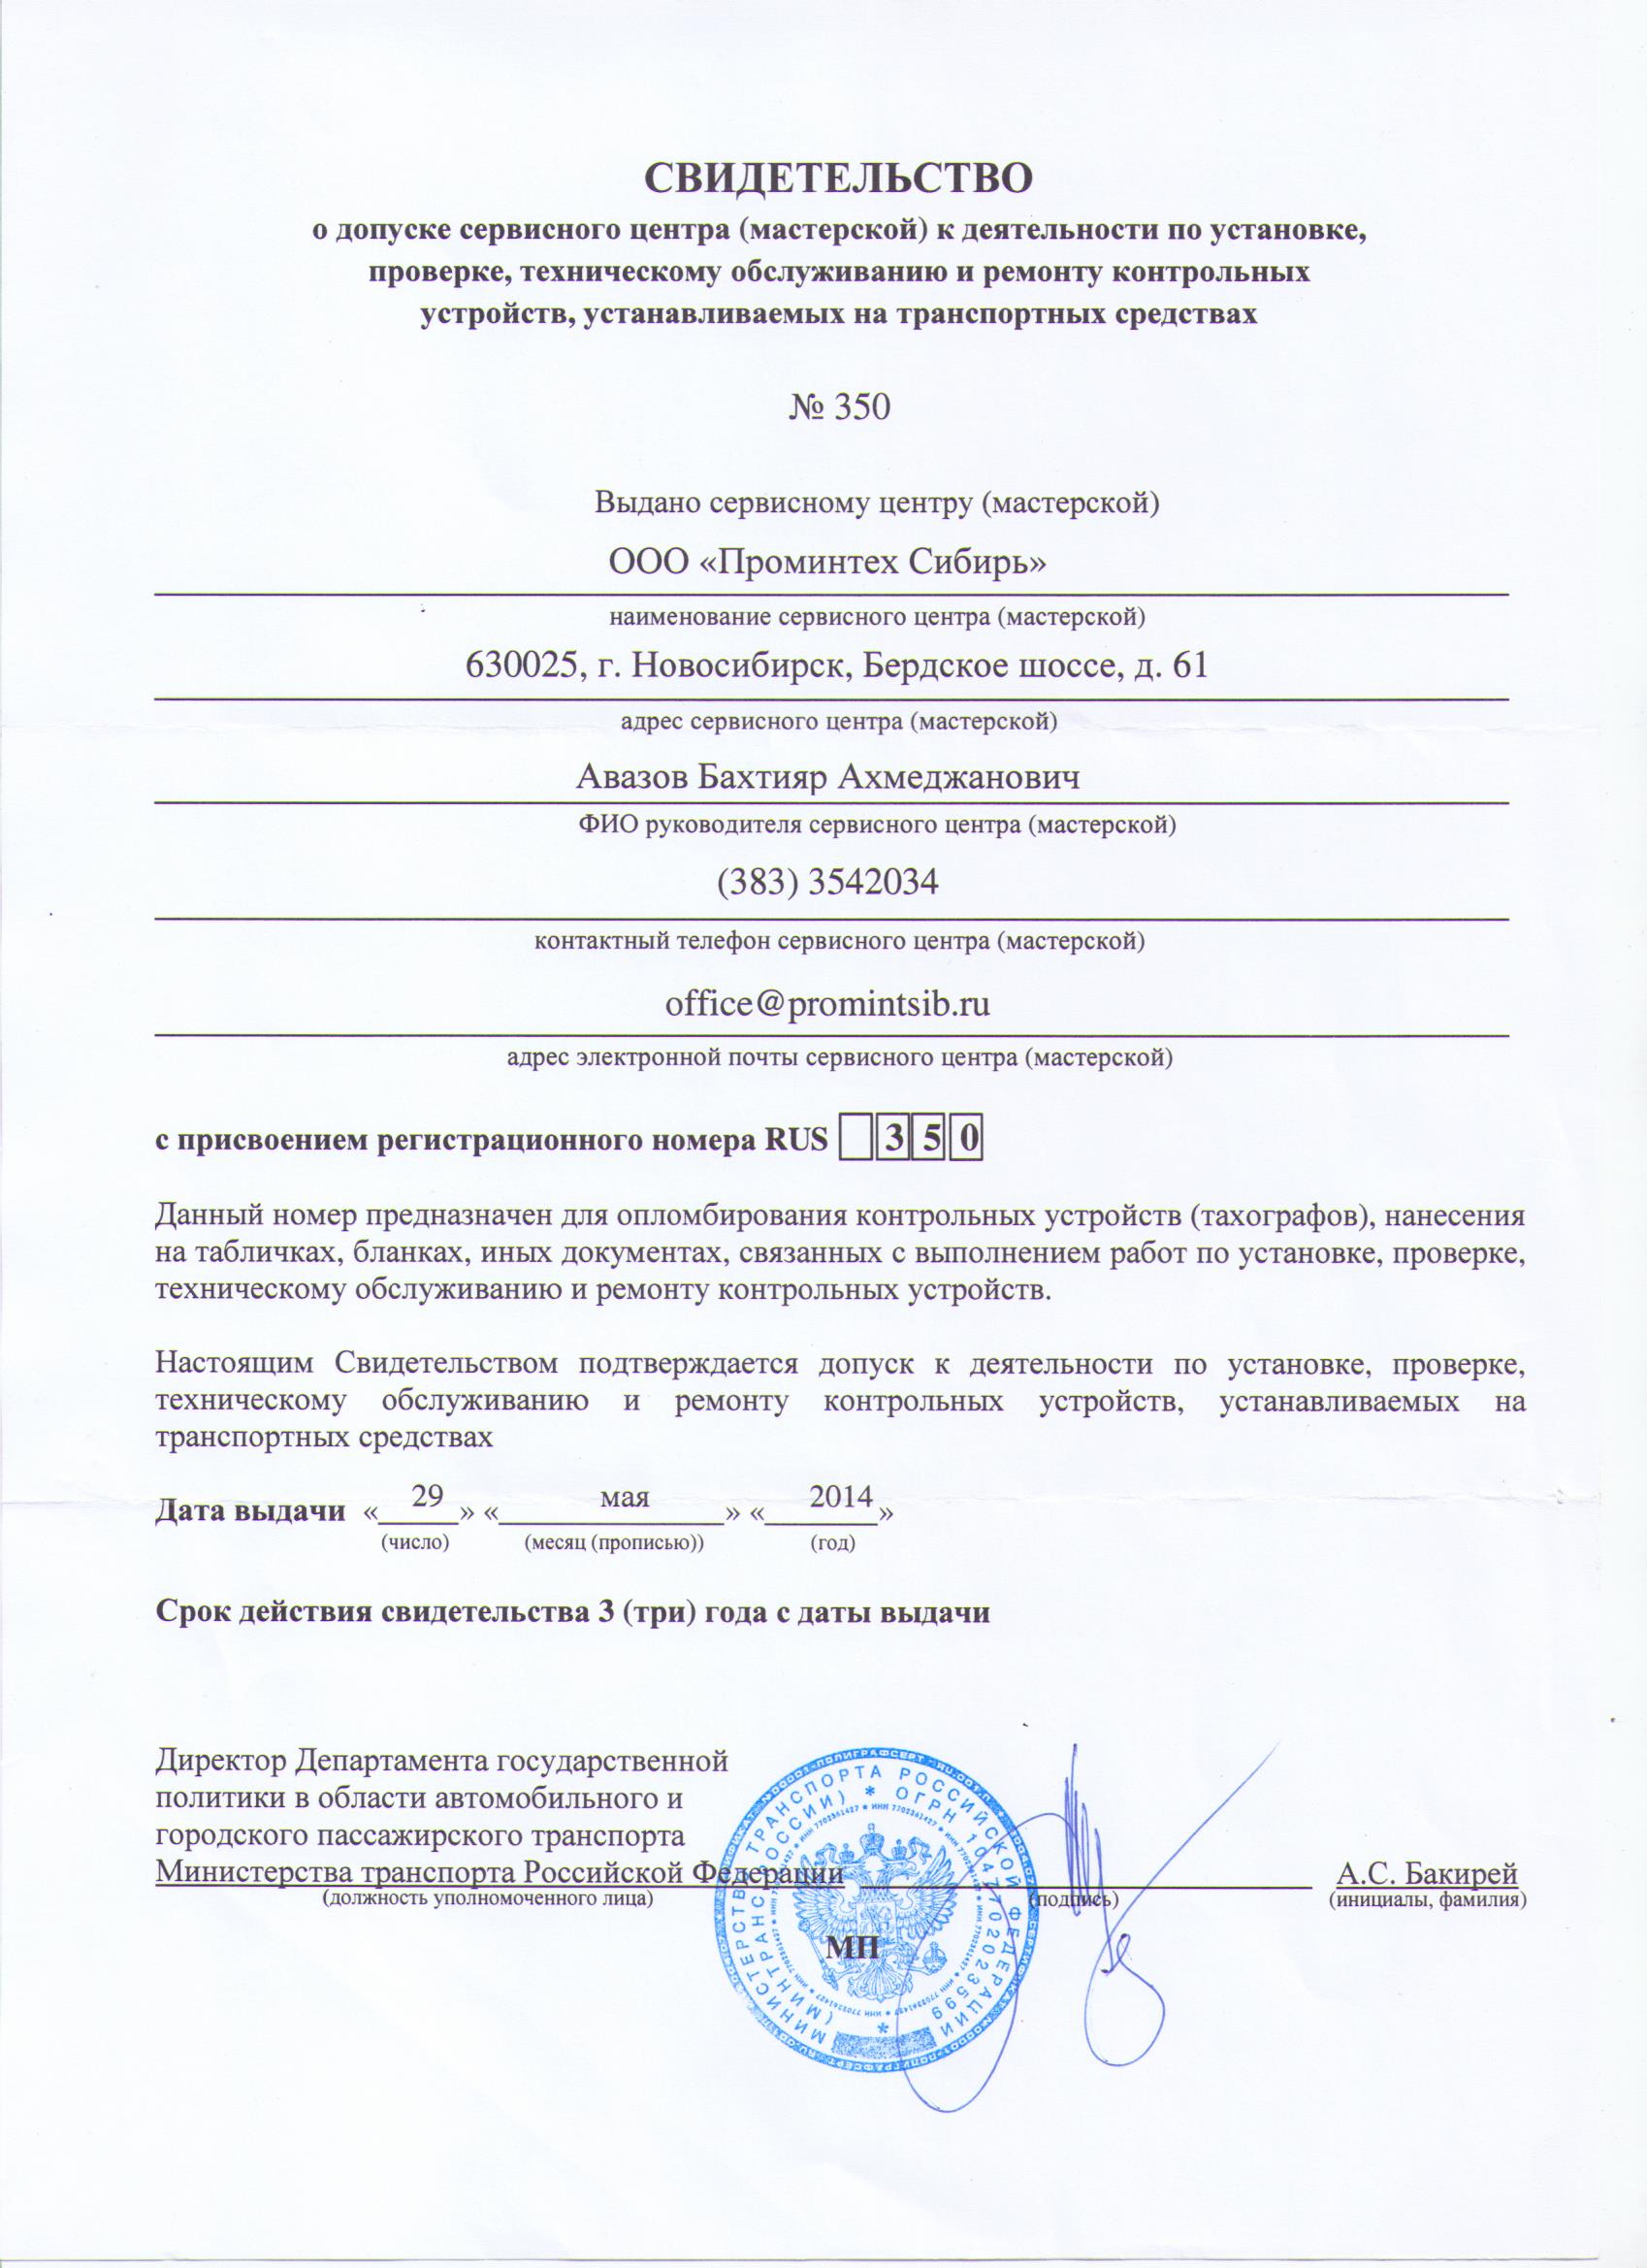 СВИДЕТЕЛЬСТВО
о допуске сервисного центра (мастерской) к деятельности по установке,
проверке, техническому обслуживанию и ремонту контрольных
устройств, устанавливаемых на транспортных средствах
№ 350
Выдано сервисному центру (мастерской)
ООО «Проминтех Сибирь»
наименование сервисного центра (мастерской)
630025, г. Новосибирск, Бердское шоссе, д. 61
адрес сервисного центра (мастерской)
Авазов Бахтияр Ахмеджанович
ФИО руководителя сервисного центра (мастерской)
(383) 3542034
контактный телефон сервисного центра (мастерской)
office@promintsib.ru
адрес электронной почты сервисного центра (мастерской)
с присвоением регистрационного номера RUS 350
Данный номер предназначен для опломбирования контрольных устройств (тахографов), нанесения
на табличках, бланках, иных документах, связанных с выполнением работ по установке, проверке,
техническому обслуживанию и ремонту контрольных устройств.
Настоящим Свидетельством подтверждается допуск к деятельности по установке, проверке,
техническому обслуживанию и ремонту контрольных устройств, устанавливаемых на
транспортных средствах
Дата выдачи «29» «мая» «2014»
(число) (месяц (прописью)) (год)
Срок действия свидетельства 3 (три) года с даты выдачи
Директор Департамента государственной
политики в области автомобильного и
городского пассажирского транспорта
Министерства транспорта Российской Федерации А.С. Бакирей
(должность уполномоченного лица) (подпись) (инициалы, фамилия)
МП
МИНИСТЕРСТВО ТРАНСПОРТА РОССИЙСКОЙ ФЕДЕРАЦИИ
(МИНТРАНС РОССИИ) * ОГРН 1047702023599 *
ИНН 7702361427